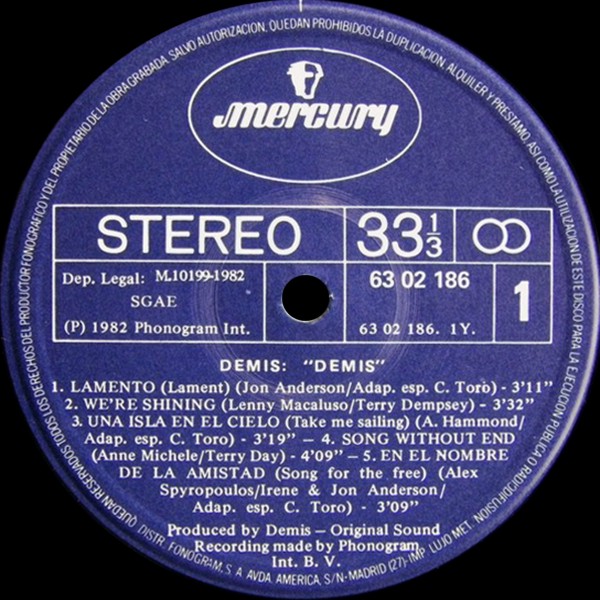 RESERVADOS TODOS LOS DERECHOS DEL PRODUCTOR FONOGRAFICO Y DEL PROPIETARIO DE LA OBRA GRABADA. SALVO AUTORIZACION, QUEDAN PROHIBIDOS LA DUPLICACION, ALQUILER Y PRESTAMO, ASI COMO LA UTILIZACION DE ESTE DISCO PARA LA EJECUCION PUBLICA O RADIODIFUSION
mercury
STEREO 33 1/3
Dep. Legal: M.10199-1982 63 02 186 1
SGAE
(P) 1982 Phonogram Int. 63 02 186. 1Y.
DEMIS: "DEMIS"
1. LAMENTO (Lament) (Jon Anderson/Adap. esp. C. Toro) - 3'11"
2. WE'RE SHINING (Lenny Macaluso/Terry Dempsey) - 3'32"
3. UNA ISLA EN EL CIELO (Take me sailing) (A. Hammond/
Adap. esp. C. Toro) - 3'19" — 4. SONG WITHOUT END
(Anne Michele/Terry Day) - 4'09" — 5. EN EL NOMBRE
DE LA AMISTAD (Song for the free) (Alex
Spyropoulos/Irene & Jon Anderson/
Adap. esp. C. Toro) - 3'09"
Produced by Demis — Original Sound
Recording made by Phonogram
Int. B. V.
QUEDAN DISTR. FONOGRAM, S. A. AVDA. AMERICA, S/N-MADRID (27)-IMP. LUJO MET.